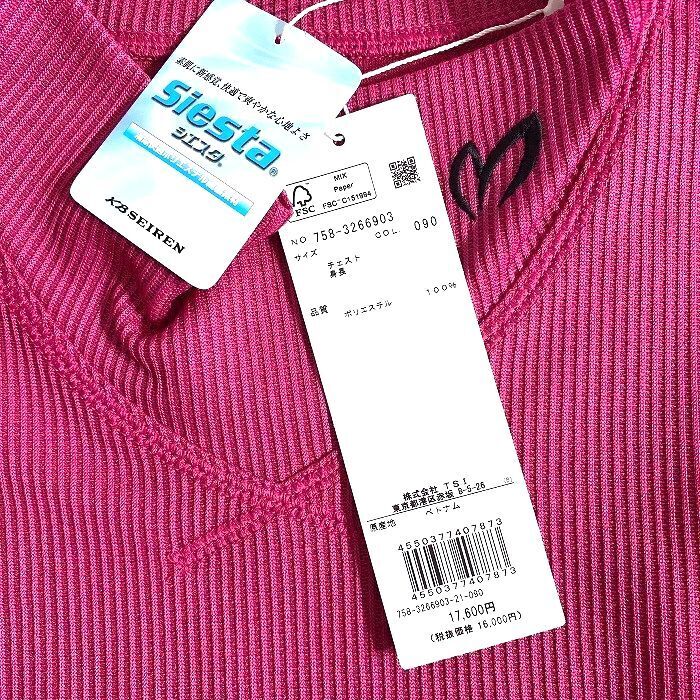 素肌に新感覚、快適で爽やかな心地よさ
Siesta®
シエスタ®
KBSEIREN
FSC
MIX
Paper
FSC™ C151984
NO 758-3266903
サイズ COL. 090
チェスト
身長
品質 ポリエステル 100%
株式会社 TSI
東京都港区赤坂 8-5-26
原産地 ベトナム
4550377407873
4550377407873
758-3266903-21-090
17,600円
(税抜価格 16,000円)